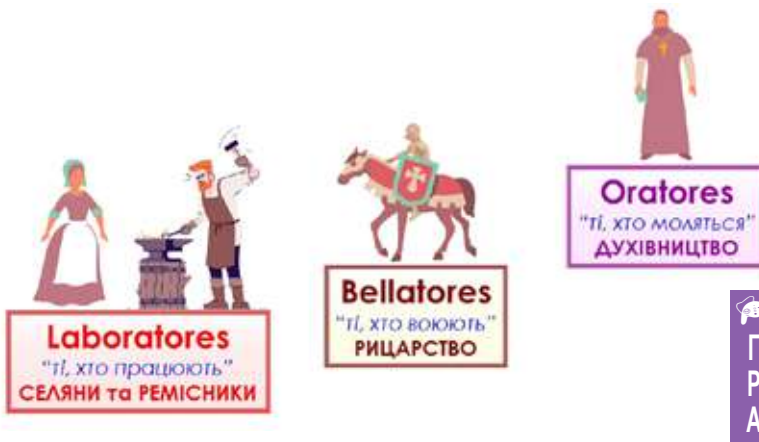 Oratores
"ті, хто моляться"
ДУХІВНИЦТВО
Bellatores
"ті, хто воюють"
РИЦАРСТВО
Laboratores
"ті, хто працюють"
СЕЛЯНИ та РЕМІСНИКИ
П
Р
А